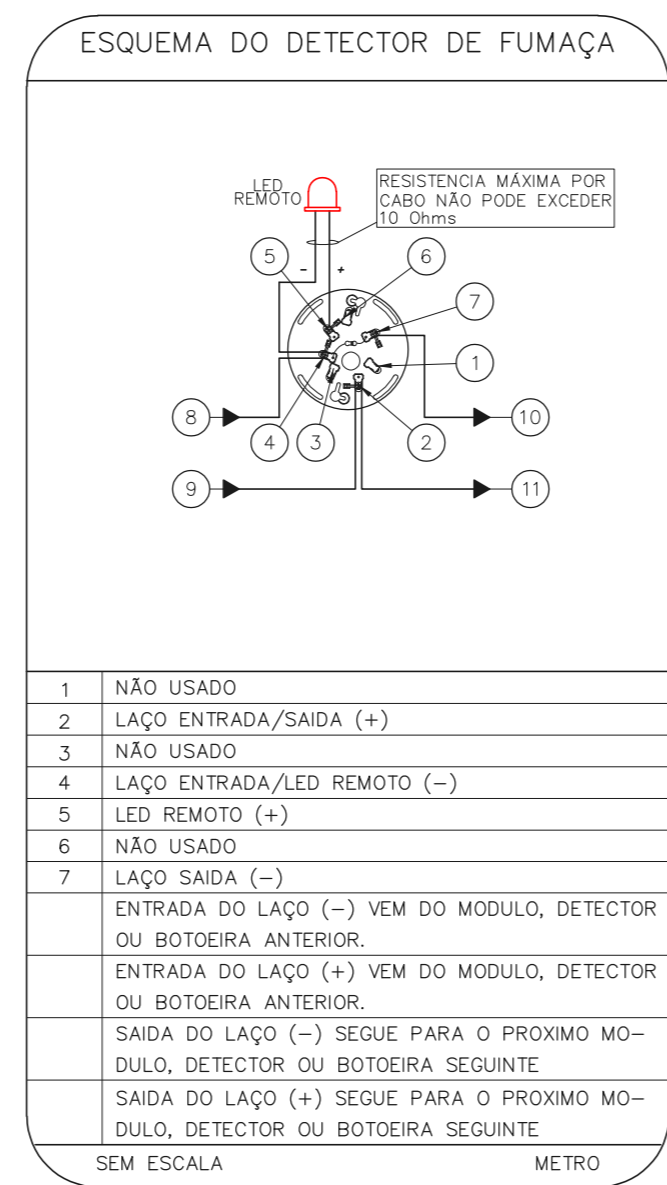 ESQUEMA DO DETECTOR DE FUMAÇA
LED
REMOTO
RESISTENCIA MÁXIMA POR
CABO NÃO PODE EXCEDER
10 Ohms
5
6
- +
7
1
8
10
4
3
2
9
11
1 NÃO USADO
2 LAÇO ENTRADA/SAIDA (+)
3 NÃO USADO
4 LAÇO ENTRADA/LED REMOTO (-)
5 LED REMOTO (+)
6 NÃO USADO
7 LAÇO SAIDA (-)
ENTRADA DO LAÇO (-) VEM DO MODULO, DETECTOR
OU BOTOEIRA ANTERIOR.
ENTRADA DO LAÇO (+) VEM DO MODULO, DETECTOR
OU BOTOEIRA ANTERIOR.
SAIDA DO LAÇO (-) SEGUE PARA O PROXIMO MO-
DULO, DETECTOR OU BOTOEIRA SEGUINTE
SAIDA DO LAÇO (+) SEGUE PARA O PROXIMO MO-
DULO, DETECTOR OU BOTOEIRA SEGUINTE
SEM ESCALA METRO